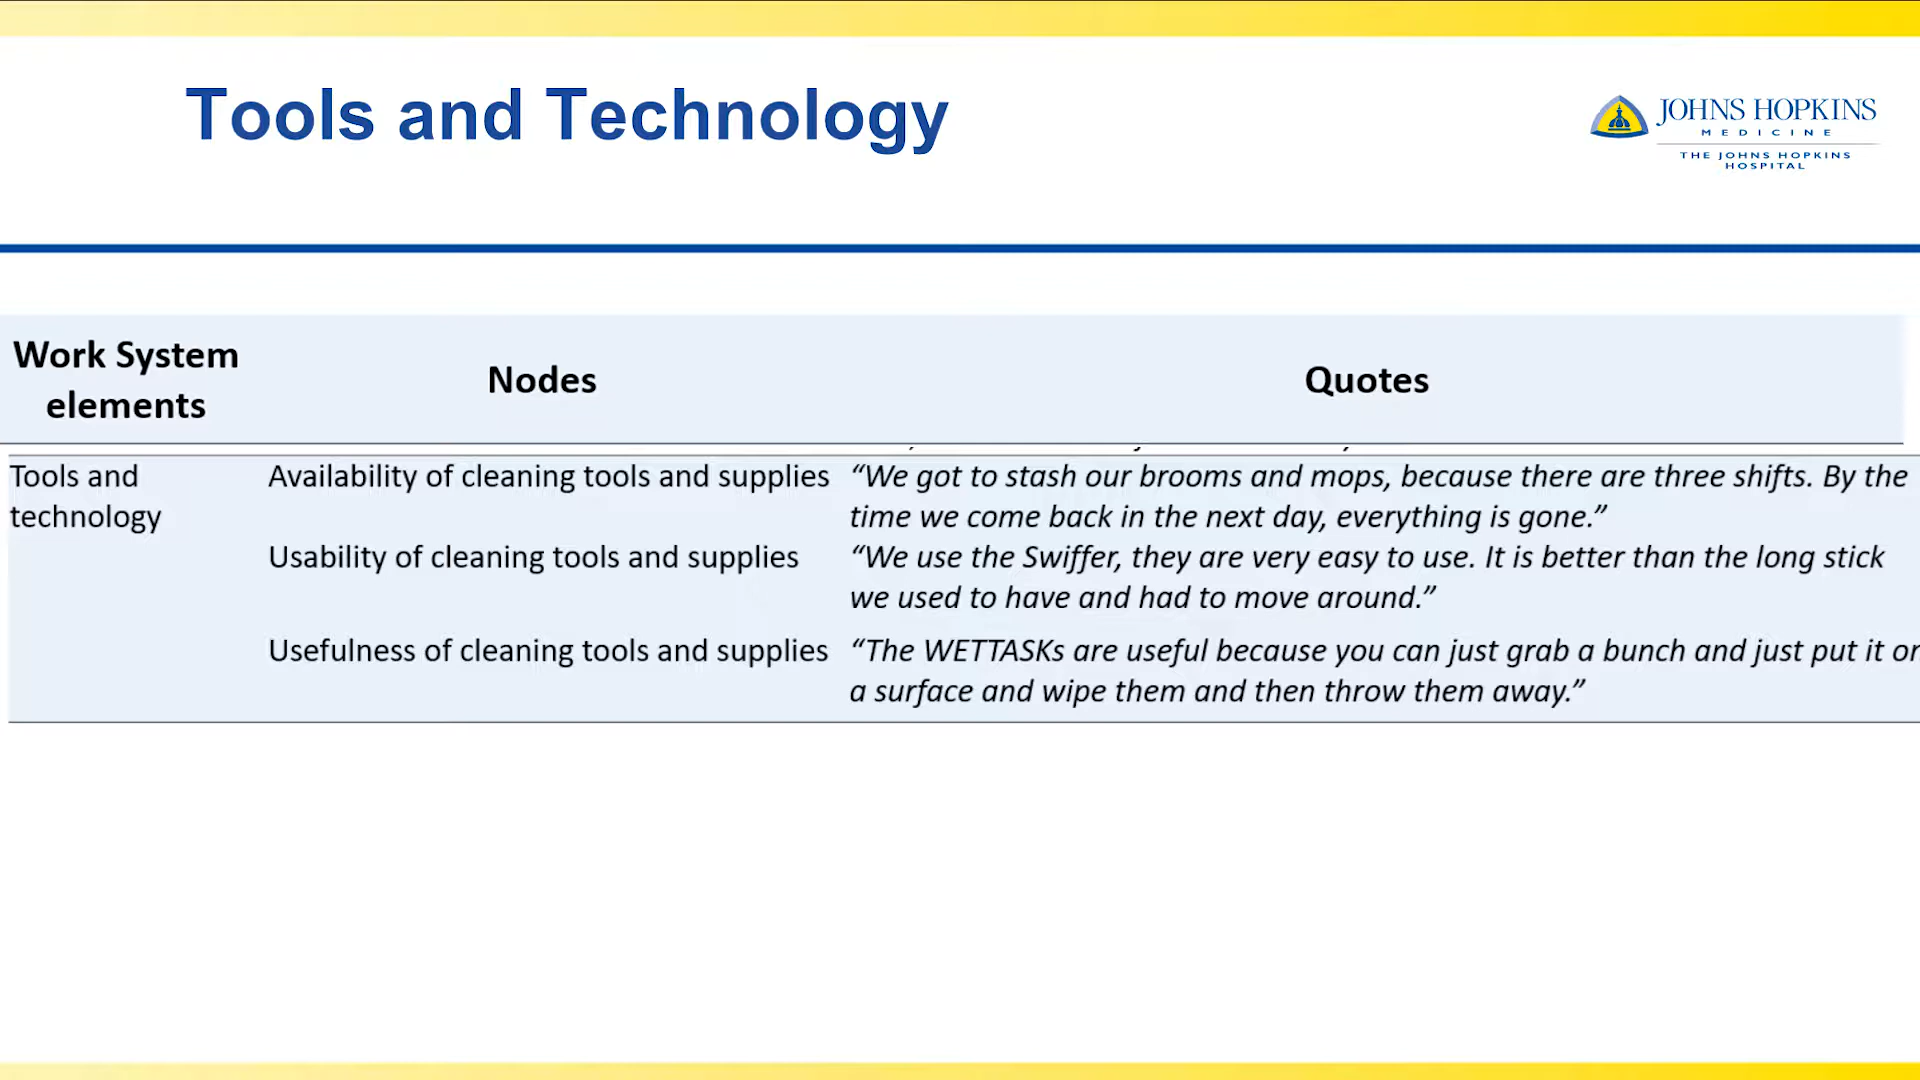 Tools and Technology
JOHNS HOPKINS
MEDICINE
THE JOHNS HOPKINS
HOSPITAL
Work System
elements
Nodes
Quotes
Tools and
technology
Availability of cleaning tools and supplies
“We got to stash our brooms and mops, because there are three shifts. By the
time we come back in the next day, everything is gone.”
Usability of cleaning tools and supplies
“We use the Swiffer, they are very easy to use. It is better than the long stick
we used to have and had to move around.”
Usefulness of cleaning tools and supplies
“The WETTASKs are useful because you can just grab a bunch and just put it on
a surface and wipe them and then throw them away.”